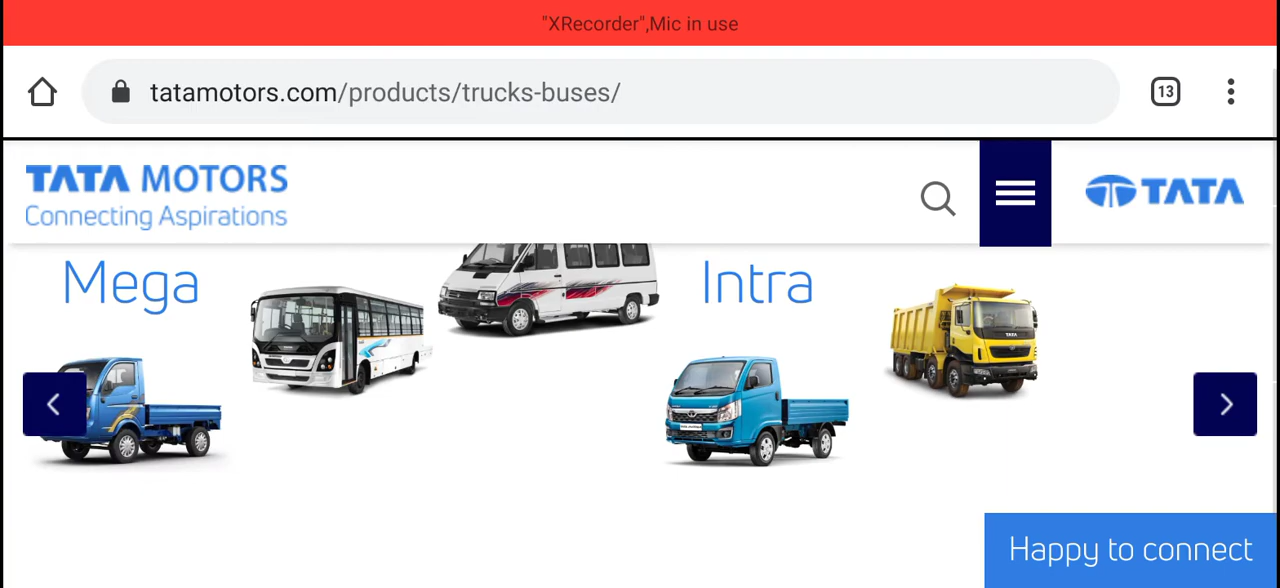 "XRecorder",Mic in use
tatamotors.com/products/trucks-buses/
13
TATA MOTORS
Connecting Aspirations
TATA
Mega
Intra
TATA
Happy to connect